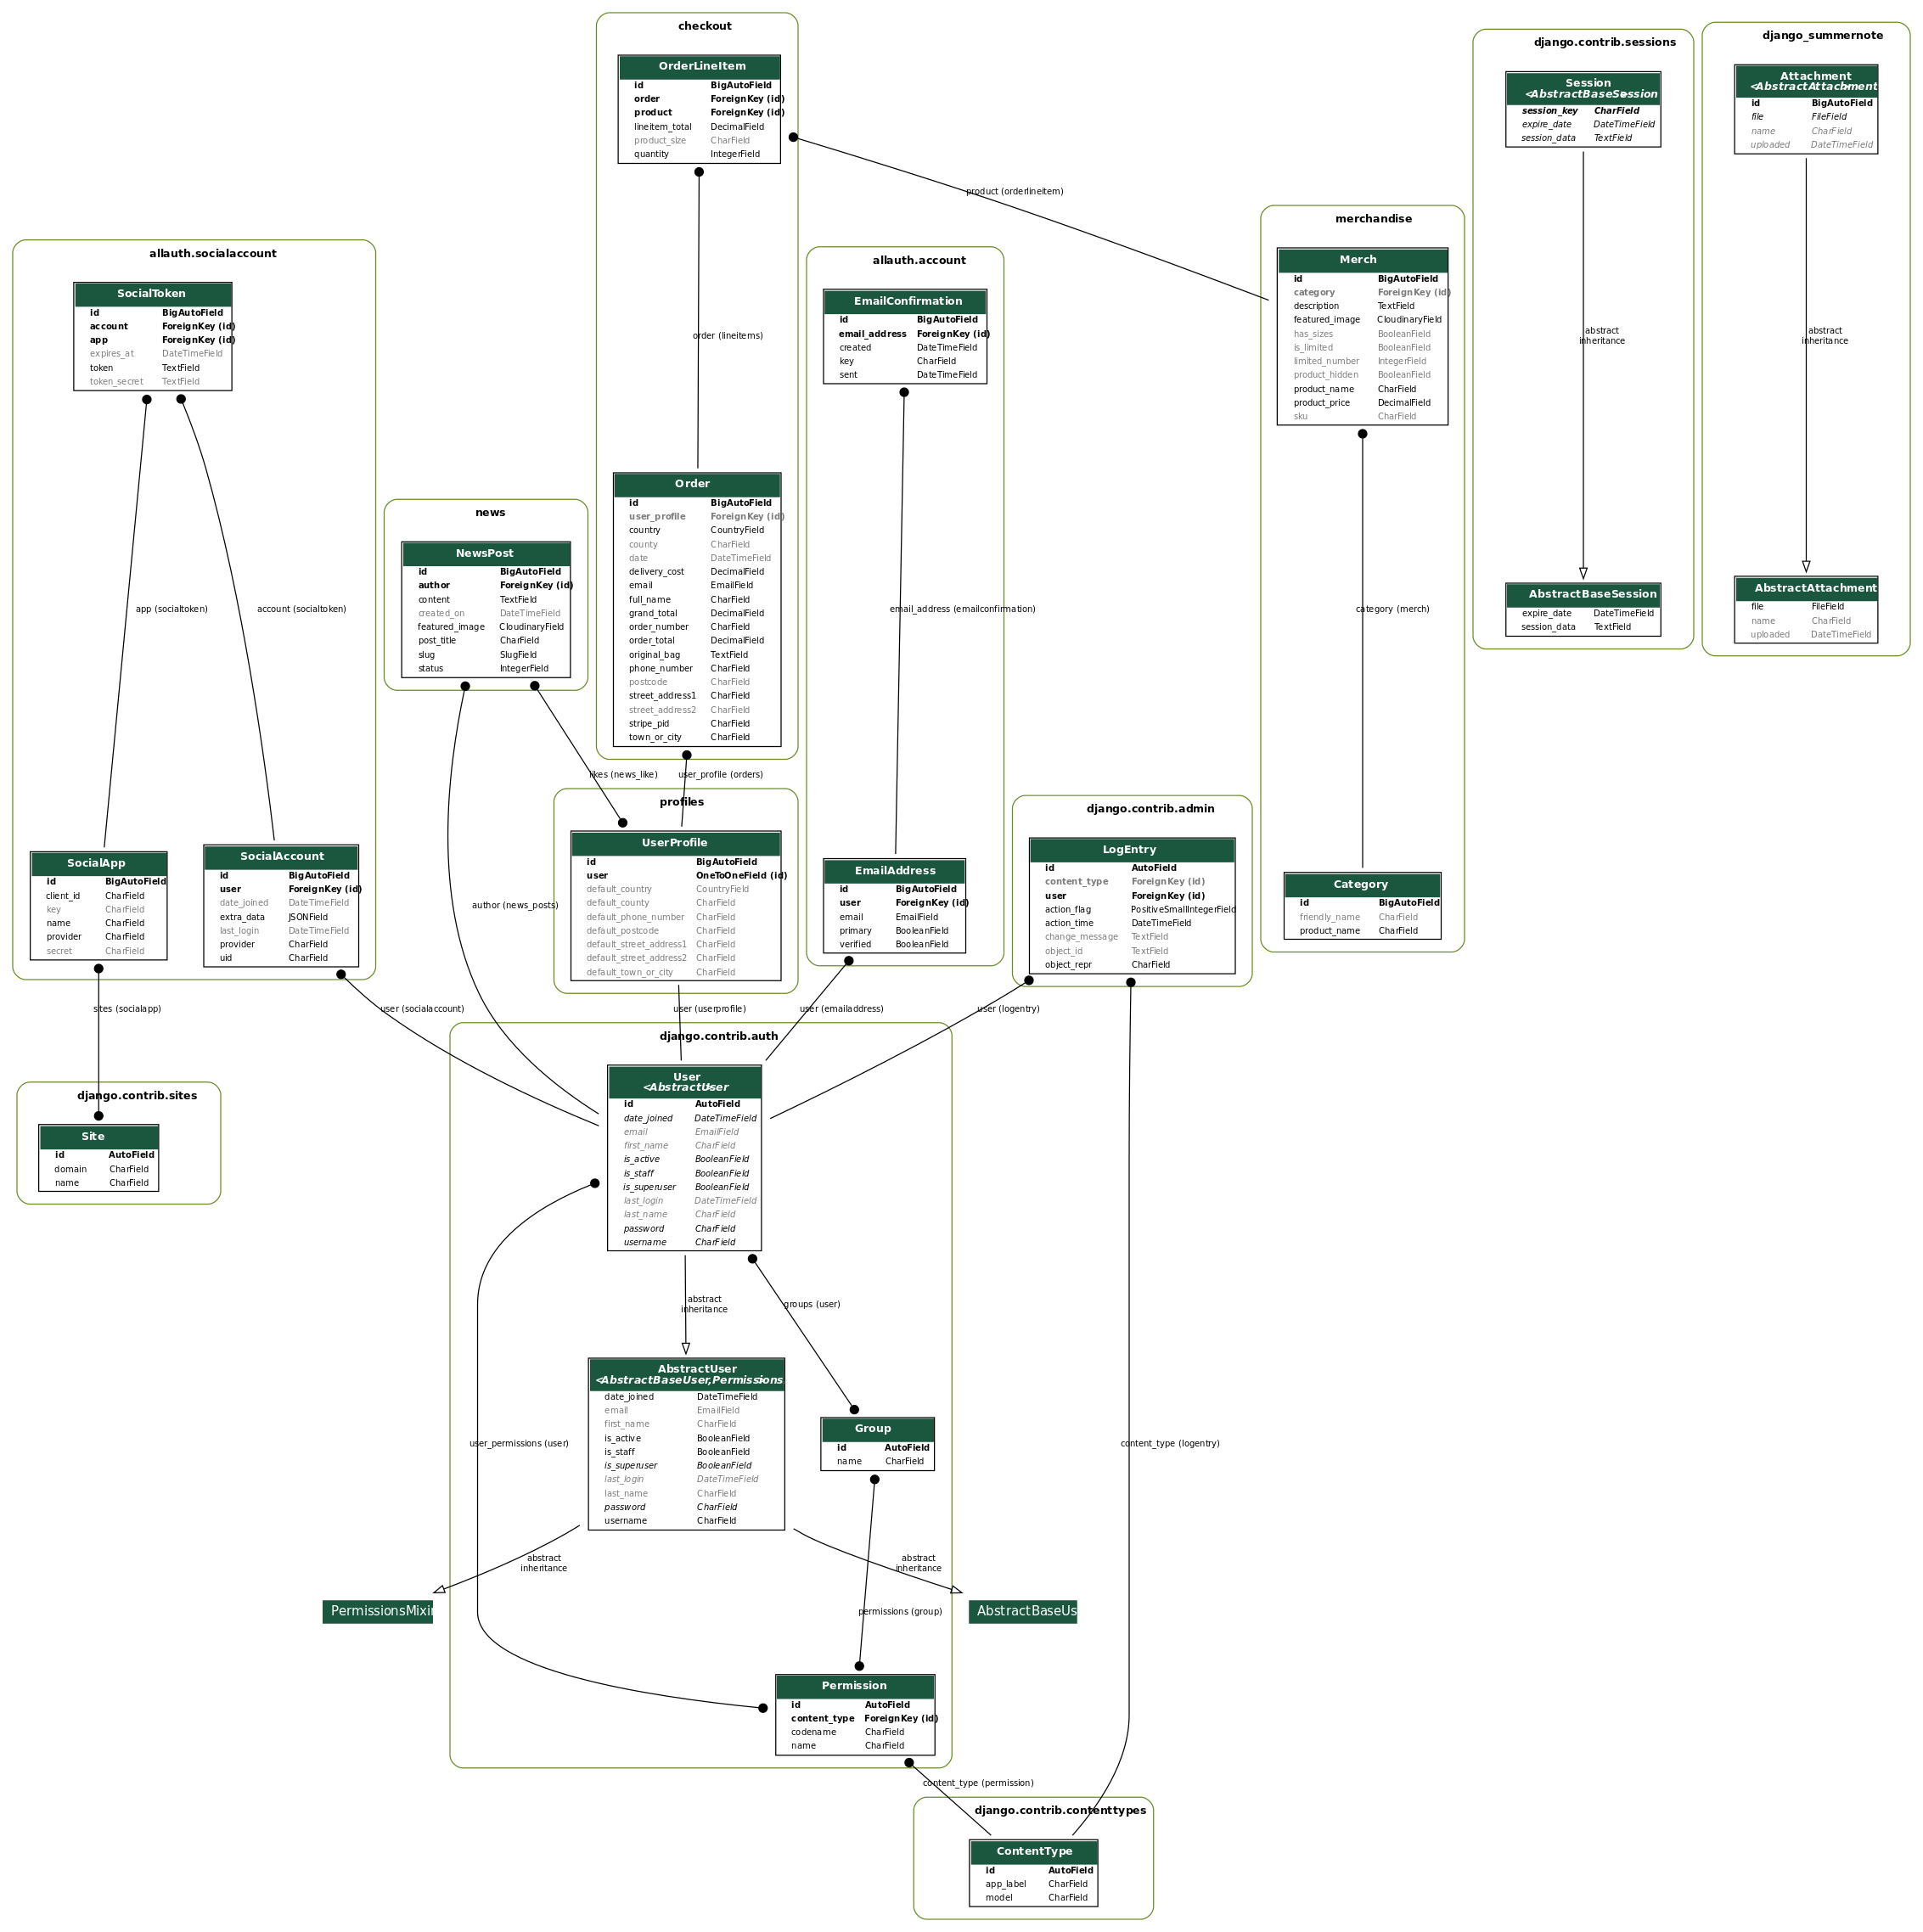 checkout
OrderLineItem
id BigAutoField
order ForeignKey (id)
product ForeignKey (id)
lineitem_total DecimalField
product_size CharField
quantity IntegerField
django.contrib.sessions
Session
<AbstractBaseSession>
session_key CharField
expire_date DateTimeField
session_data TextField
django_summernote
Attachment
<AbstractAttachment
id BigAutoField
file FileField
name CharField
uploaded DateTimeField
product (orderlineitem)
merchandise
Merch
id BigAutoField
category ForeignKey (id)
description TextField
featured_image CloudinaryField
has_sizes BooleanField
is_limited BooleanField
limited_number IntegerField
product_hidden BooleanField
product_name CharField
product_price DecimalField
sku CharField
allauth.socialaccount
SocialToken
id BigAutoField
account ForeignKey (id)
app ForeignKey (id)
expires_at DateTimeField
token TextField
token_secret TextField
allauth.account
EmailConfirmation
id BigAutoField
email_address ForeignKey (id)
created DateTimeField
key CharField
sent DateTimeField
order (lineitems)
abstract
inheritance
abstract
inheritance
news
NewsPost
id BigAutoField
author ForeignKey (id)
content TextField
created_on DateTimeField
featured_image CloudinaryField
post_title CharField
slug SlugField
status IntegerField
Order
id BigAutoField
user_profile ForeignKey (id)
country CountryField
county CharField
date DateTimeField
delivery_cost DecimalField
email EmailField
full_name CharField
grand_total DecimalField
order_number CharField
order_total DecimalField
original_bag TextField
phone_number CharField
postcode CharField
street_address1 CharField
street_address2 CharField
stripe_pid CharField
town_or_city CharField
app (socialtoken)
account (socialtoken)
email_address (emailconfirmation)
category (merch)
AbstractBaseSession
expire_date DateTimeField
session_data TextField
AbstractAttachment
file FileField
name CharField
uploaded DateTimeField
likes (news_like)
user_profile (orders)
profiles
UserProfile
id BigAutoField
user OneToOneField (id)
default_country CountryField
default_county CharField
default_phone_number CharField
default_postcode CharField
default_street_address1 CharField
default_street_address2 CharField
default_town_or_city CharField
django.contrib.admin
LogEntry
id AutoField
content_type ForeignKey (id)
user ForeignKey (id)
action_flag PositiveSmallIntegerField
action_time DateTimeField
change_message TextField
object_id TextField
object_repr CharField
SocialApp
id BigAutoField
client_id CharField
key CharField
name CharField
provider CharField
secret CharField
SocialAccount
id BigAutoField
user ForeignKey (id)
date_joined DateTimeField
extra_data JSONField
last_login DateTimeField
provider CharField
uid CharField
author (news_posts)
EmailAddress
id BigAutoField
user ForeignKey (id)
email EmailField
primary BooleanField
verified BooleanField
Category
id BigAutoField
friendly_name CharField
product_name CharField
sites (socialapp)
user (socialaccount)
user (userprofile)
user (emailaddress)
user (logentry)
django.contrib.sites
Site
id AutoField
domain CharField
name CharField
django.contrib.auth
User
<AbstractUser>
id AutoField
date_joined DateTimeField
email EmailField
first_name CharField
is_active BooleanField
is_staff BooleanField
is_superuser BooleanField
last_login DateTimeField
last_name CharField
password CharField
username CharField
abstract
inheritance
groups (user)
AbstractUser
<AbstractBaseUser,Permissions
date_joined DateTimeField
email EmailField
first_name CharField
is_active BooleanField
is_staff BooleanField
is_superuser BooleanField
last_login DateTimeField
last_name CharField
password CharField
username CharField
Group
id AutoField
name CharField
user_permissions (user)
content_type (logentry)
abstract
inheritance
abstract
inheritance
PermissionsMixin
permissions (group)
AbstractBaseUs
Permission
id AutoField
content_type ForeignKey (id)
codename CharField
name CharField
content_type (permission)
django.contrib.contenttypes
ContentType
id AutoField
app_label CharField
model CharField